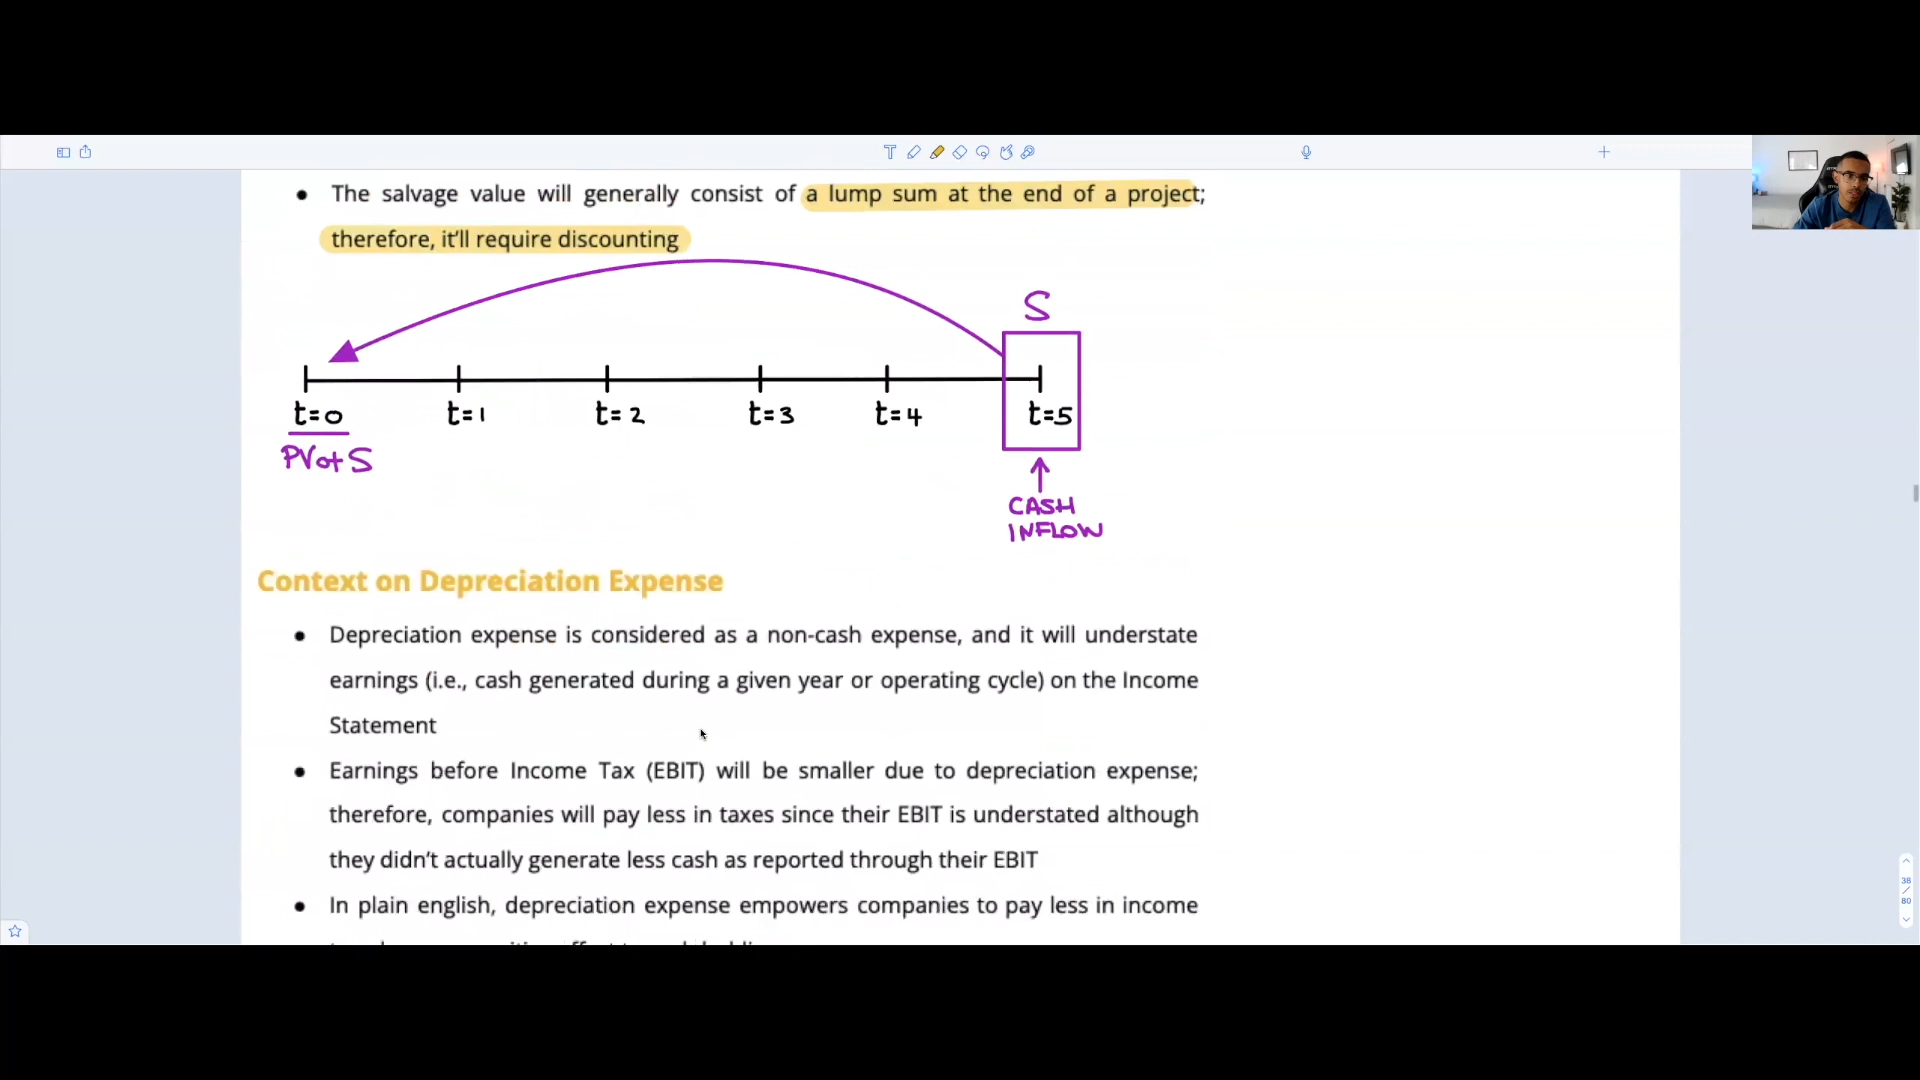 ● The salvage value will generally consist of a lump sum at the end of a project;
therefore, it'll require discounting
S
t=0 t=1 t=2 t=3 t=4 t=5
PV of S
CASH
INFLOW
Context on Depreciation Expense
● Depreciation expense is considered as a non-cash expense, and it will understate
earnings (i.e., cash generated during a given year or operating cycle) on the Income
Statement
● Earnings before Income Tax (EBIT) will be smaller due to depreciation expense;
therefore, companies will pay less in taxes since their EBIT is understated although
they didn't actually generate less cash as reported through their EBIT
● In plain english, depreciation expense empowers companies to pay less in income
38
/
80